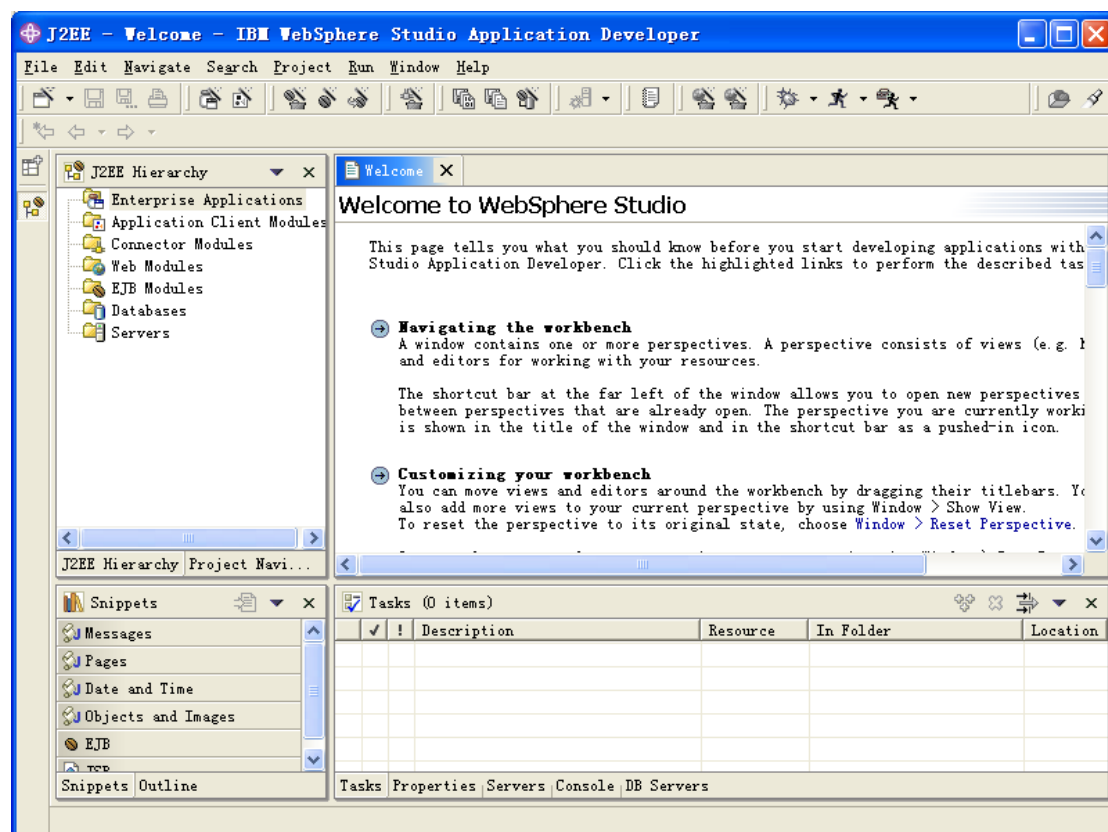 J2EE - Welcome - IBM WebSphere Studio Application Developer
File Edit Navigate Search Project Run Window Help
J2EE Hierarchy
Enterprise Applications
Application Client Modules
Connector Modules
Web Modules
EJB Modules
Databases
Servers
J2EE Hierarchy Project Navi...
Welcome
Welcome to WebSphere Studio
This page tells you what you should know before you start developing applications with
Studio Application Developer. Click the highlighted links to perform the described tas
Navigating the workbench
A window contains one or more perspectives. A perspective consists of views (e.g.
and editors for working with your resources.
The shortcut bar at the far left of the window allows you to open new perspectives
between perspectives that are already open. The perspective you are currently worki
is shown in the title of the window and in the shortcut bar as a pushed-in icon.
Customizing your workbench
You can move views and editors around the workbench by dragging their titlebars. Yo
also add more views to your current perspective by using Window > Show View.
To reset the perspective to its original state, choose Window > Reset Perspective.
Snippets
Messages
Pages
Date and Time
Objects and Images
EJB
JSP
Snippets Outline
Tasks (0 items)
! Description Resource In Folder Location
Tasks Properties Servers Console DB Servers